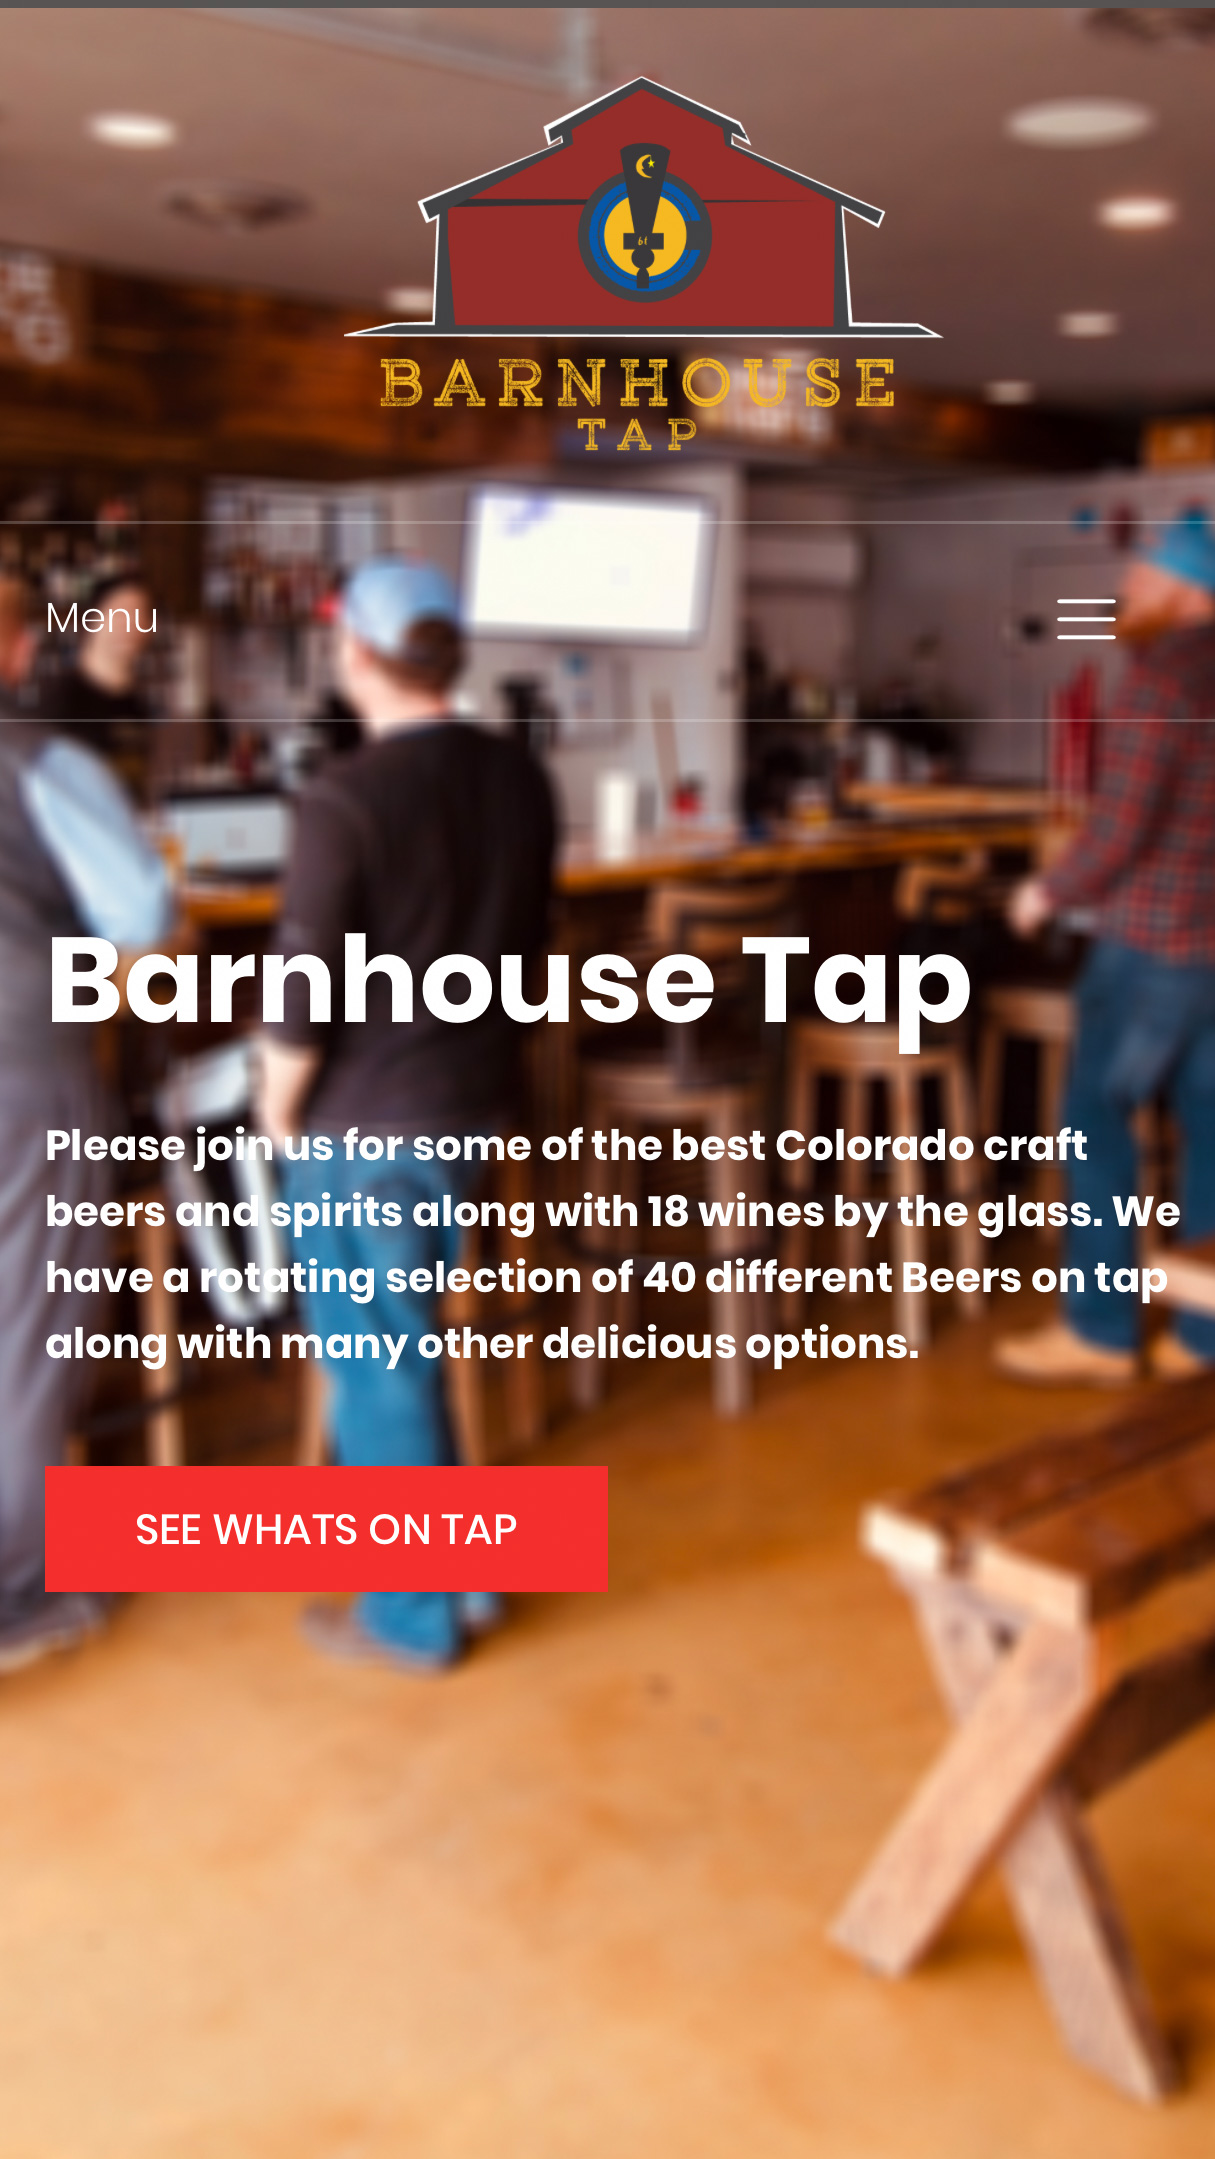 BARNHOUSE
TAP
Menu
Barnhouse Tap
Please join us for some of the best Colorado craft
beers and spirits along with 18 wines by the glass. We
have a rotating selection of 40 different Beers on tap
along with many other delicious options.
SEE WHATS ON TAP